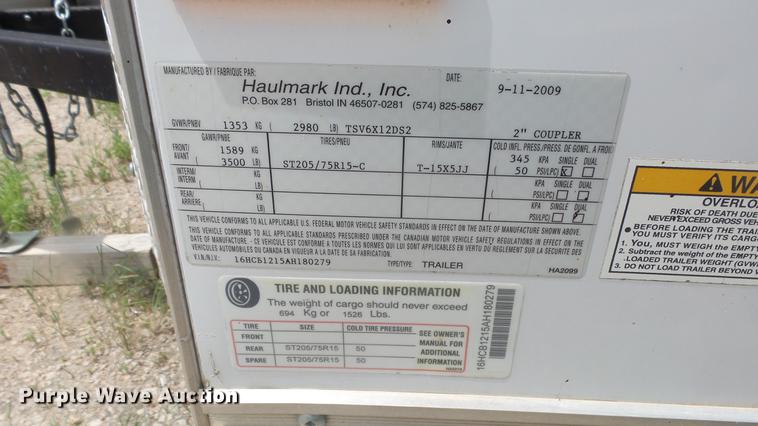 MANUFACTURED BY / FABRIQUE PAR: Haulmark Ind., Inc. DATE: 9-11-2009
P.O. Box 281 Bristol IN 46507-0281 (574) 825-5867
GVWR/PNBV 1353 KG ( 2980 LB) TSV6X12DS2 2" COUPLER
GAWR/PNBE TIRES/PNEU RIMS/JANTE COLD INFL. PRESS./PRESS. DE GONFL. A FROID
FRONT/ AVANT 1589 KG 345 KPA SINGLE DUAL
( 3500 LB) ST205/75R15-C T-15X5JJ ( 50 PSI/LPC) X
INTERM/ INTERM KG KPA SINGLE DUAL
( LB) (PSI/LPC)
REAR/ ARRIERE KG KPA SINGLE DUAL
( LB) (PSI/LPC)
THIS VEHICLE CONFORMS TO ALL APPLICABLE U.S. FEDERAL MOTOR VEHICLE SAFETY STANDARDS IN EFFECT ON THE DATE OF MANUFACTURE SHOWN ABOVE.
THIS VEHICLE CONFORMS TO ALL APPLICABLE STANDARDS PRESCRIBED UNDER THE CANADIAN MOTOR VEHICLE SAFETY REGULATIONS IN EFFECT ON THE
DATE OF MANUFACTURE - CE VEHICULE EST CONFORME A TOUTES LES NORMES QUI LUI SONT APPLICABLES EN VERTU DU REGLEMENT SUR LA SECURITE DES
VEHICULES AUTOMOBILES DU CANADA EN VIGUEUR A LA DATE DE SA FABRICATION.
V.I.N./N.I.V.: 16HCB1215AH180279 TYPE/TYPE: TRAILER HA2099
WA
OVERLO
RISK OF DEATH DUE
NEVER EXCEED GROSS VE
BEFORE LOADING THE TRAI
YOU MUST VERIFY ITS CARG
1. YOU, MUST WEIGH THE EMPTY
2. Subtract the weight of the EMPTY
LOADED TRAILER WEIGHT (GVW
3. DO NOT LOAD TRAILER BEYOND
TIRE AND LOADING INFORMATION
The weight of cargo should never exceed
694 Kg or 1526 Lbs.
TIRE SIZE COLD TIRE PRESSURE
FRONT
REAR ST205/75R15 50
SPARE ST205/75R15 50
SEE OWNER'S
MANUAL FOR
ADDITIONAL
INFORMATION
16HCB1215AH180279
Purple Wave Auction